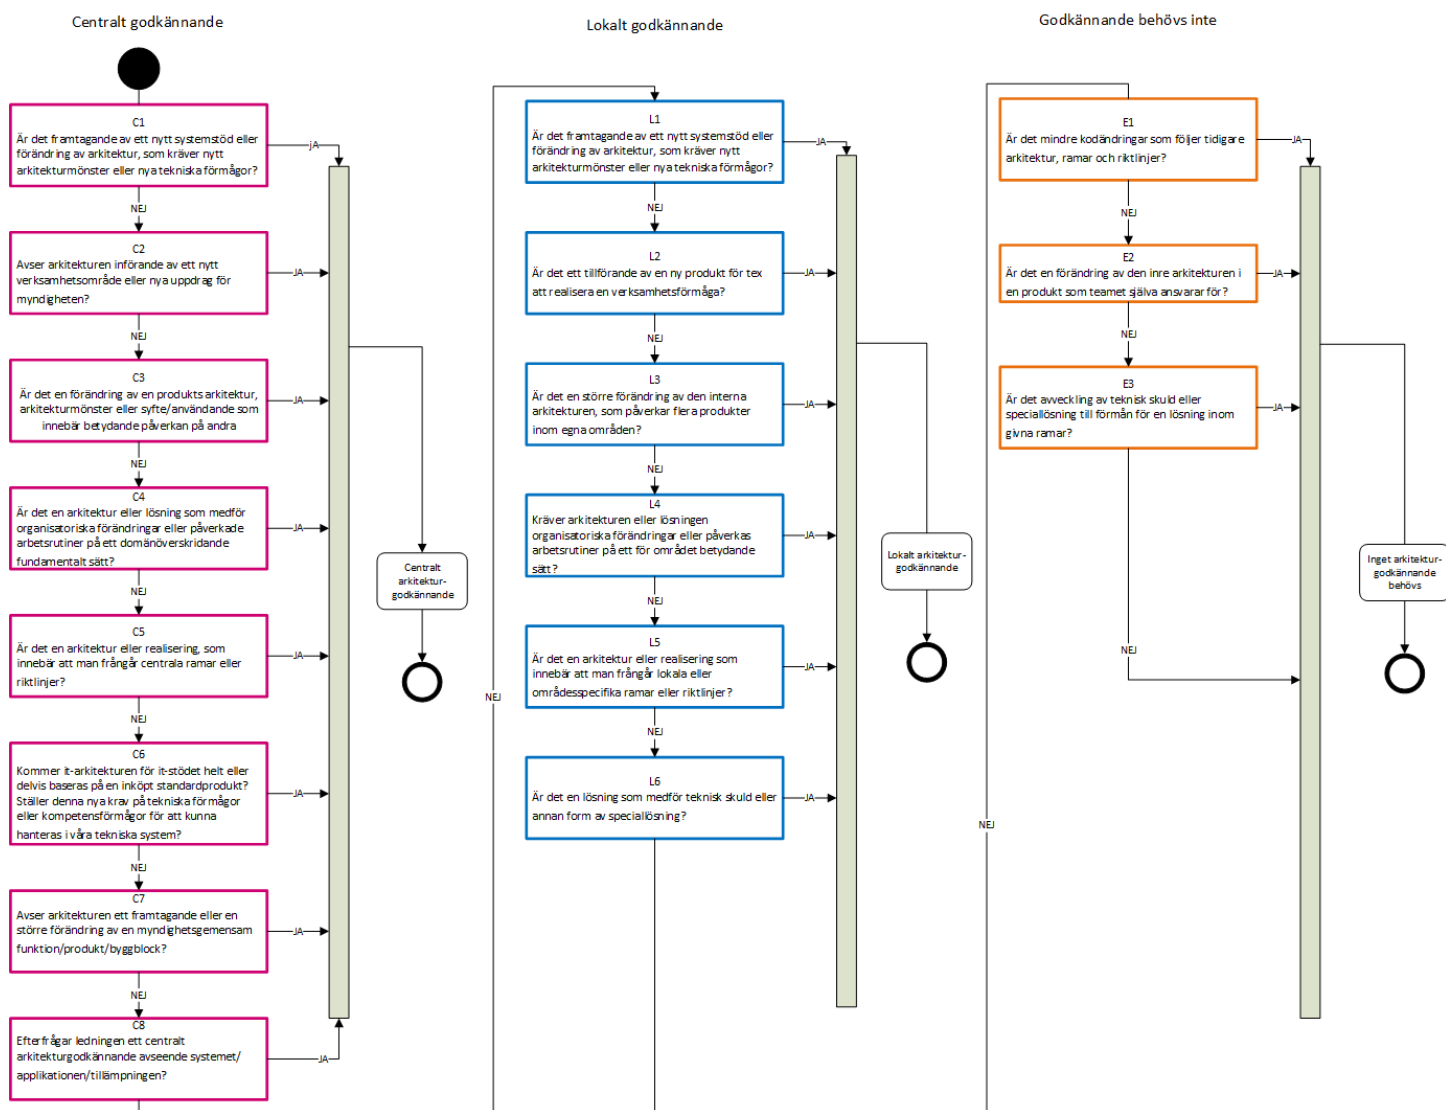 Centralt godkännande
C1
Är det framtagande av ett nytt systemstöd eller
förändring av arkitektur, som kräver nytt
arkitekturmönster eller nya tekniska förmågor?
jA
NEJ
C2
Avser arkitekturen införande av ett nytt
verksamhetsområde eller nya uppdrag för
myndigheten?
JA
NEJ
C3
Är det en förändring av en produkts arkitektur,
arkitekturmönster eller syfte/användande som
innebär betydande påverkan på andra
JA
NEJ
C4
Är det en arkitektur eller lösning som medför
organisatoriska förändringar eller påverkade
arbetsrutiner på ett domänöverskridande
fundamentalt sätt?
JA
NEJ
C5
Är det en arkitektur eller realisering, som
innebär att man frångår centrala ramar eller
riktlinjer?
JA
NEJ
C6
Kommer it-arkitekturen för it-stödet helt eller
delvis baseras på en inköpt standardprodukt?
Ställer denna nya krav på tekniska förmågor
eller kompetensförmågor för att kunna
hanteras i våra tekniska system?
JA
NEJ
C7
Avser arkitekturen ett framtagande eller en
större förändring av en myndighetsgemensam
funktion/produkt/byggblock?
JA
NEJ
C8
Efterfrågar ledningen ett centralt
arkitekturgodkännande avseende systemet/
applikationen/tillämpningen?
JA
Centralt
arkitektur-
godkännande
NEJ
Lokalt godkännande
L1
Är det framtagande av ett nytt systemstöd eller
förändring av arkitektur, som kräver nytt
arkitekturmönster eller nya tekniska förmågor?
JA
NEJ
L2
Är det ett tillförande av en ny produkt för tex
att realisera en verksamhetsförmåga?
JA
NEJ
L3
Är det en större förändring av den interna
arkitekturen, som påverkar flera produkter
inom egna områden?
JA
NEJ
L4
Kräver arkitekturen eller lösningen
organisatoriska förändringar eller påverkas
arbetsrutiner på ett för området betydande
sätt?
JA
NEJ
L5
Är det en arkitektur eller realisering som
innebär att man frångår lokala eller
områdesspecifika ramar eller riktlinjer?
JA
NEJ
L6
Är det en lösning som medför teknisk skuld eller
annan form av speciallösning?
JA
Lokalt arkitektur-
godkännande
NEJ
Godkännande behövs inte
E1
Är det mindre kodändringar som följer tidigare
arkitektur, ramar och riktlinjer?
JA
NEJ
E2
Är det en förändring av den inre arkitekturen i
en produkt som teamet själva ansvarar för?
JA
NEJ
E3
Är det avveckling av teknisk skuld eller
speciallösning till förmån för en lösning inom
givna ramar?
JA
NEJ
Inget arkitektur-
godkännande
behövs